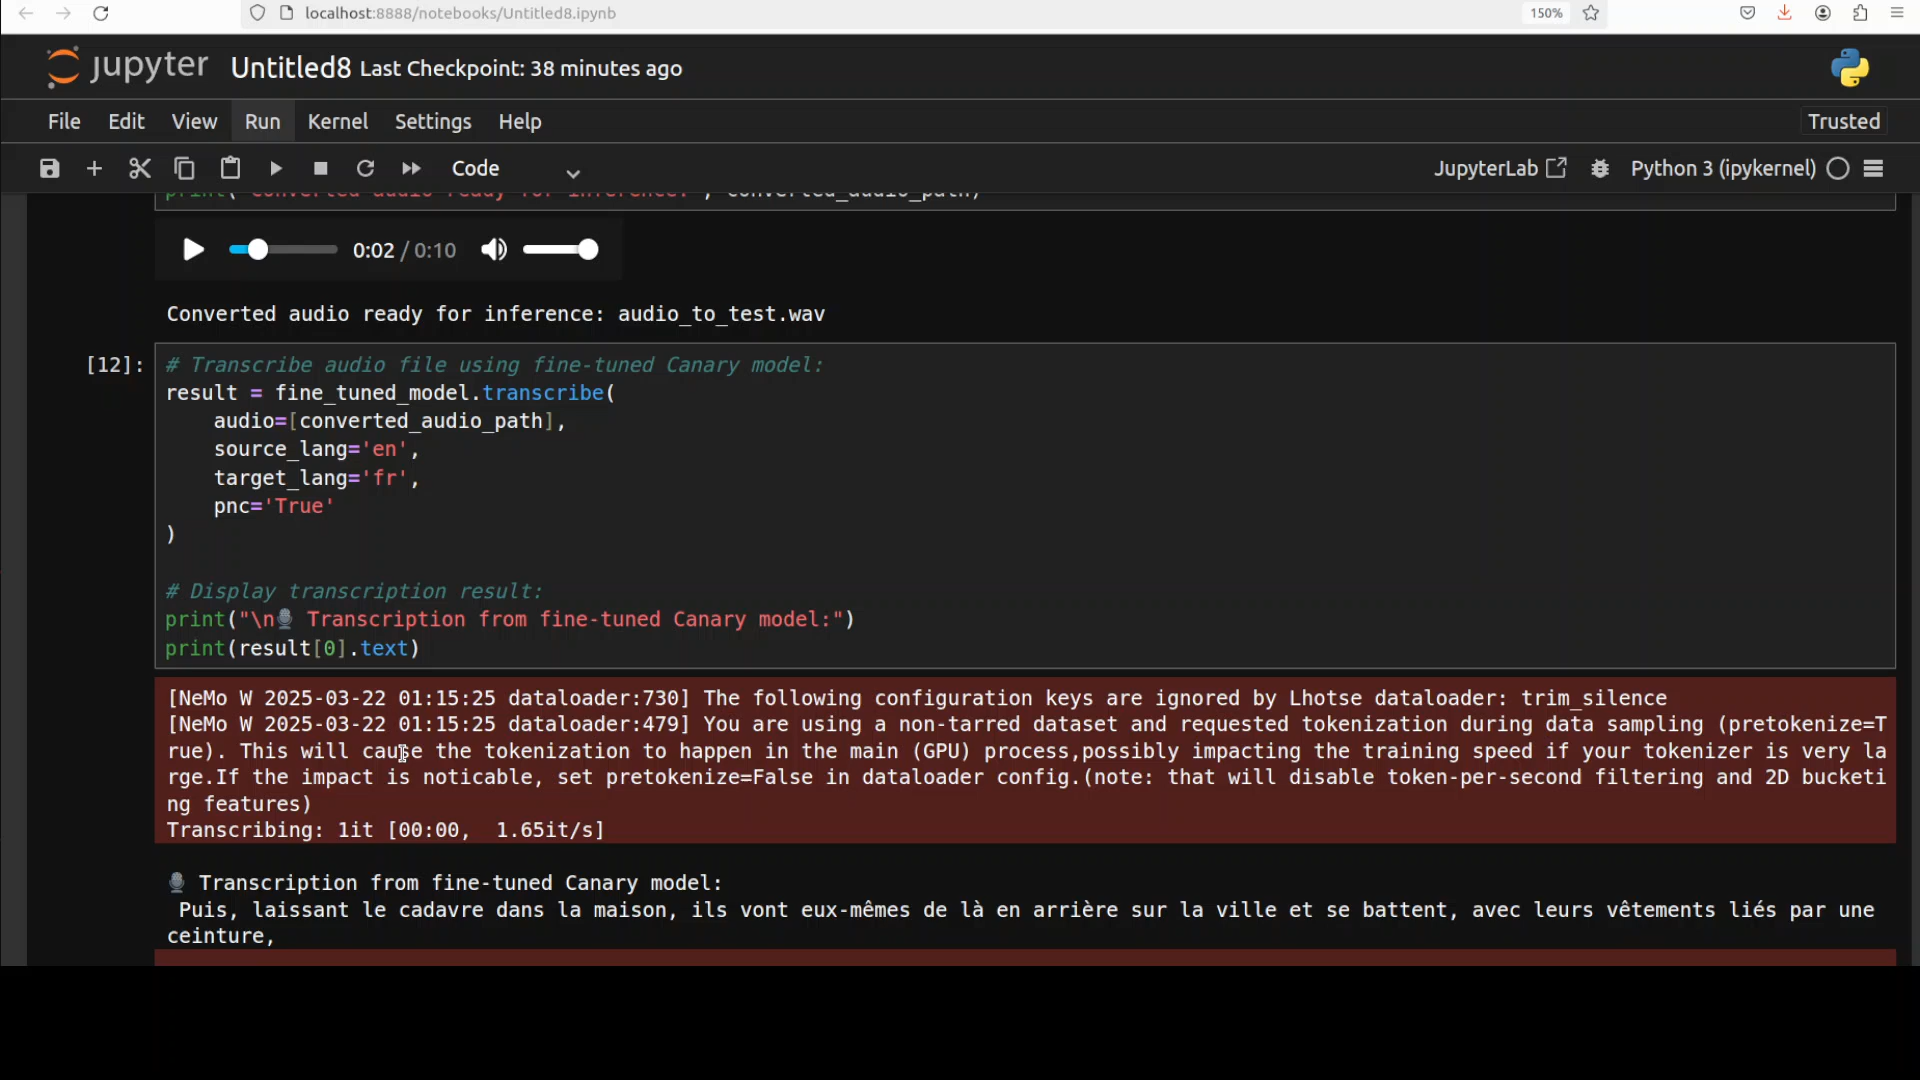 localhost:8888/notebooks/Untitled8.ipynb
150%
jupyter Untitled8 Last Checkpoint: 38 minutes ago
File Edit View Run Kernel Settings Help
Trusted
Code
JupyterLab
Python 3 (ipykernel)
print("Converted audio ready for inference:", converted_audio_path)
0:02 / 0:10
Converted audio ready for inference: audio_to_test.wav
[12]:
# Transcribe audio file using fine-tuned Canary model:
result = fine_tuned_model.transcribe(
    audio=[converted_audio_path],
    source_lang='en',
    target_lang='fr',
    pnc='True'
)
# Display transcription result:
print("\n🎙 Transcription from fine-tuned Canary model:")
print(result[0].text)
[NeMo W 2025-03-22 01:15:25 dataloader:730] The following configuration keys are ignored by Lhotse dataloader: trim_silence
[NeMo W 2025-03-22 01:15:25 dataloader:479] You are using a non-tarred dataset and requested tokenization during data sampling (pretokenize=T
rue). This will cause the tokenization to happen in the main (GPU) process,possibly impacting the training speed if your tokenizer is very la
rge.If the impact is noticable, set pretokenize=False in dataloader config.(note: that will disable token-per-second filtering and 2D bucketi
ng features)
Transcribing: 1it [00:00,  1.65it/s]
🎙 Transcription from fine-tuned Canary model:
Puis, laissant le cadavre dans la maison, ils vont eux-mêmes de là en arrière sur la ville et se battent, avec leurs vêtements liés par une
ceinture,